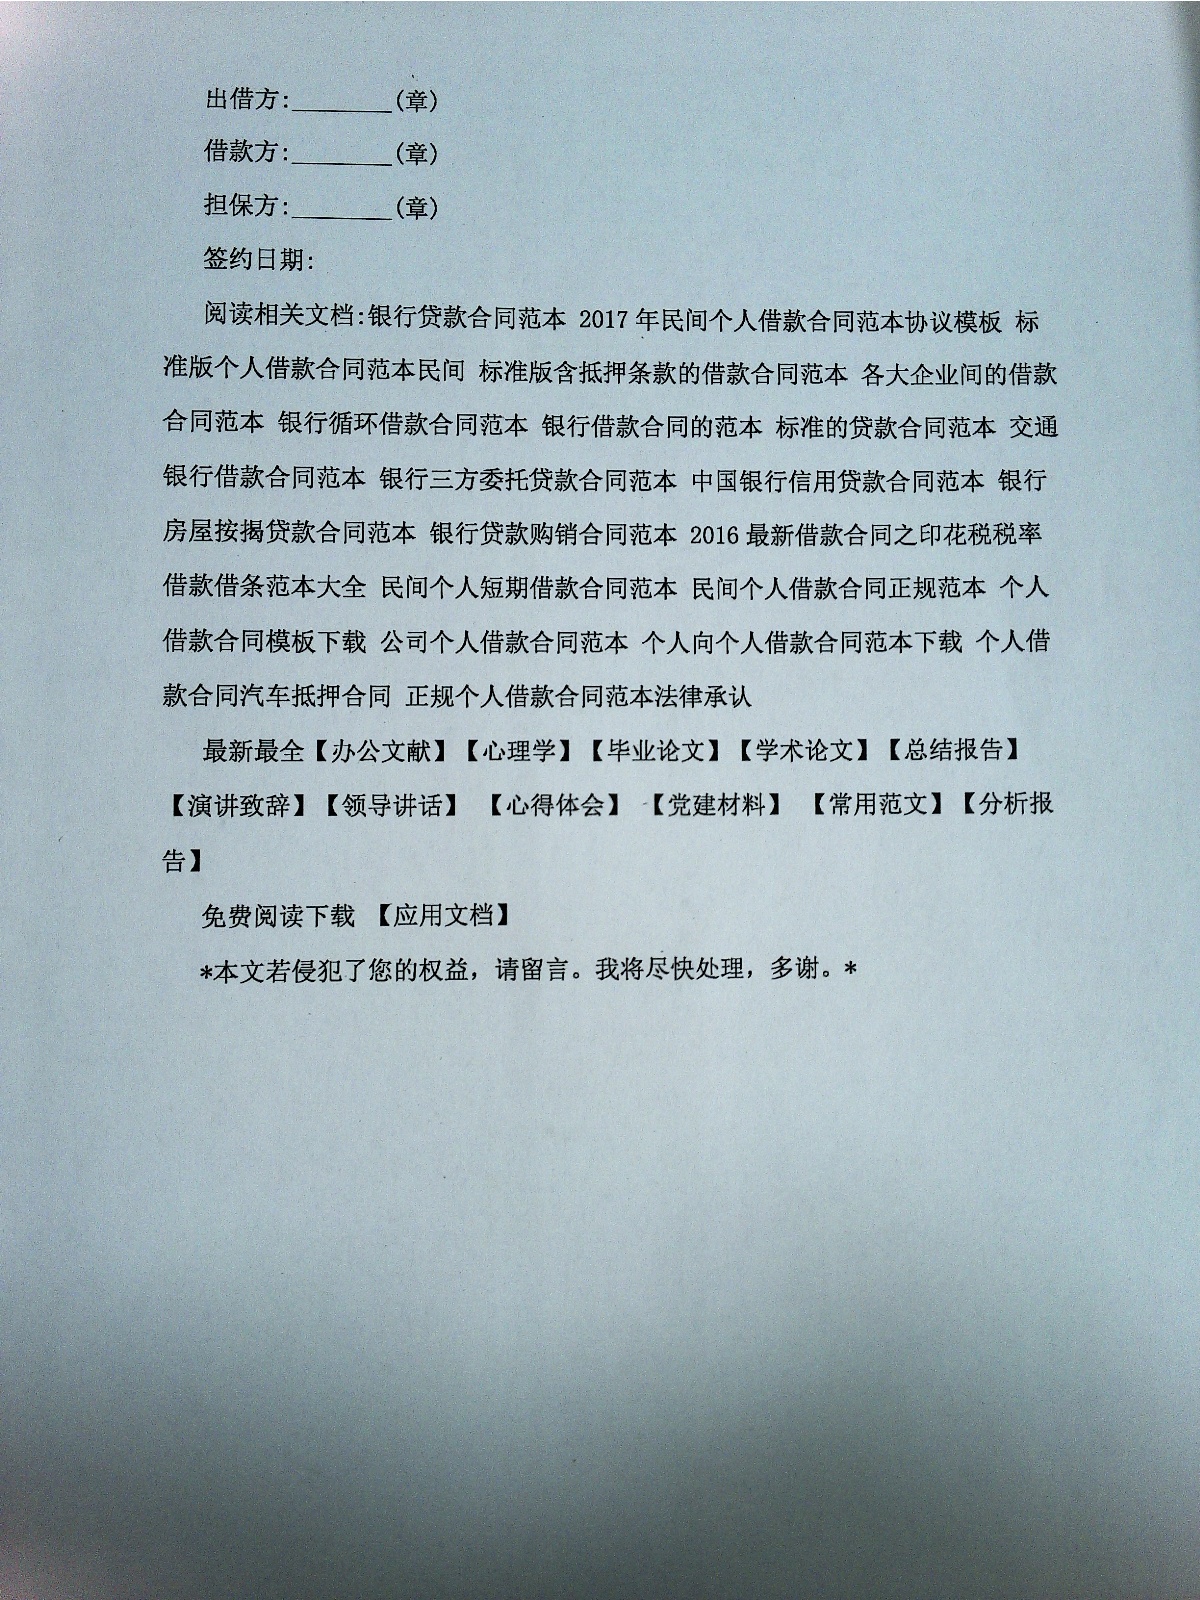 出借方:________(章)
借款方:________(章)
担保方:________(章)
签约日期:
阅读相关文档:银行贷款合同范本 2017年民间个人借款合同范本协议模板 标
准版个人借款合同范本民间 标准版含抵押条款的借款合同范本 各大企业间的借款
合同范本 银行循环借款合同范本 银行借款合同的范本 标准的贷款合同范本 交通
银行借款合同范本 银行三方委托贷款合同范本 中国银行信用贷款合同范本 银行
房屋按揭贷款合同范本 银行贷款购销合同范本 2016最新借款合同之印花税税率
借款借条范本大全 民间个人短期借款合同范本 民间个人借款合同正规范本 个人
借款合同模板下载 公司个人借款合同范本 个人向个人借款合同范本下载 个人借
款合同汽车抵押合同 正规个人借款合同范本法律承认
最新最全【办公文献】【心理学】【毕业论文】【学术论文】【总结报告】
【演讲致辞】【领导讲话】 【心得体会】 【党建材料】 【常用范文】【分析报
告】
免费阅读下载 【应用文档】
*本文若侵犯了您的权益，请留言。我将尽快处理，多谢。*